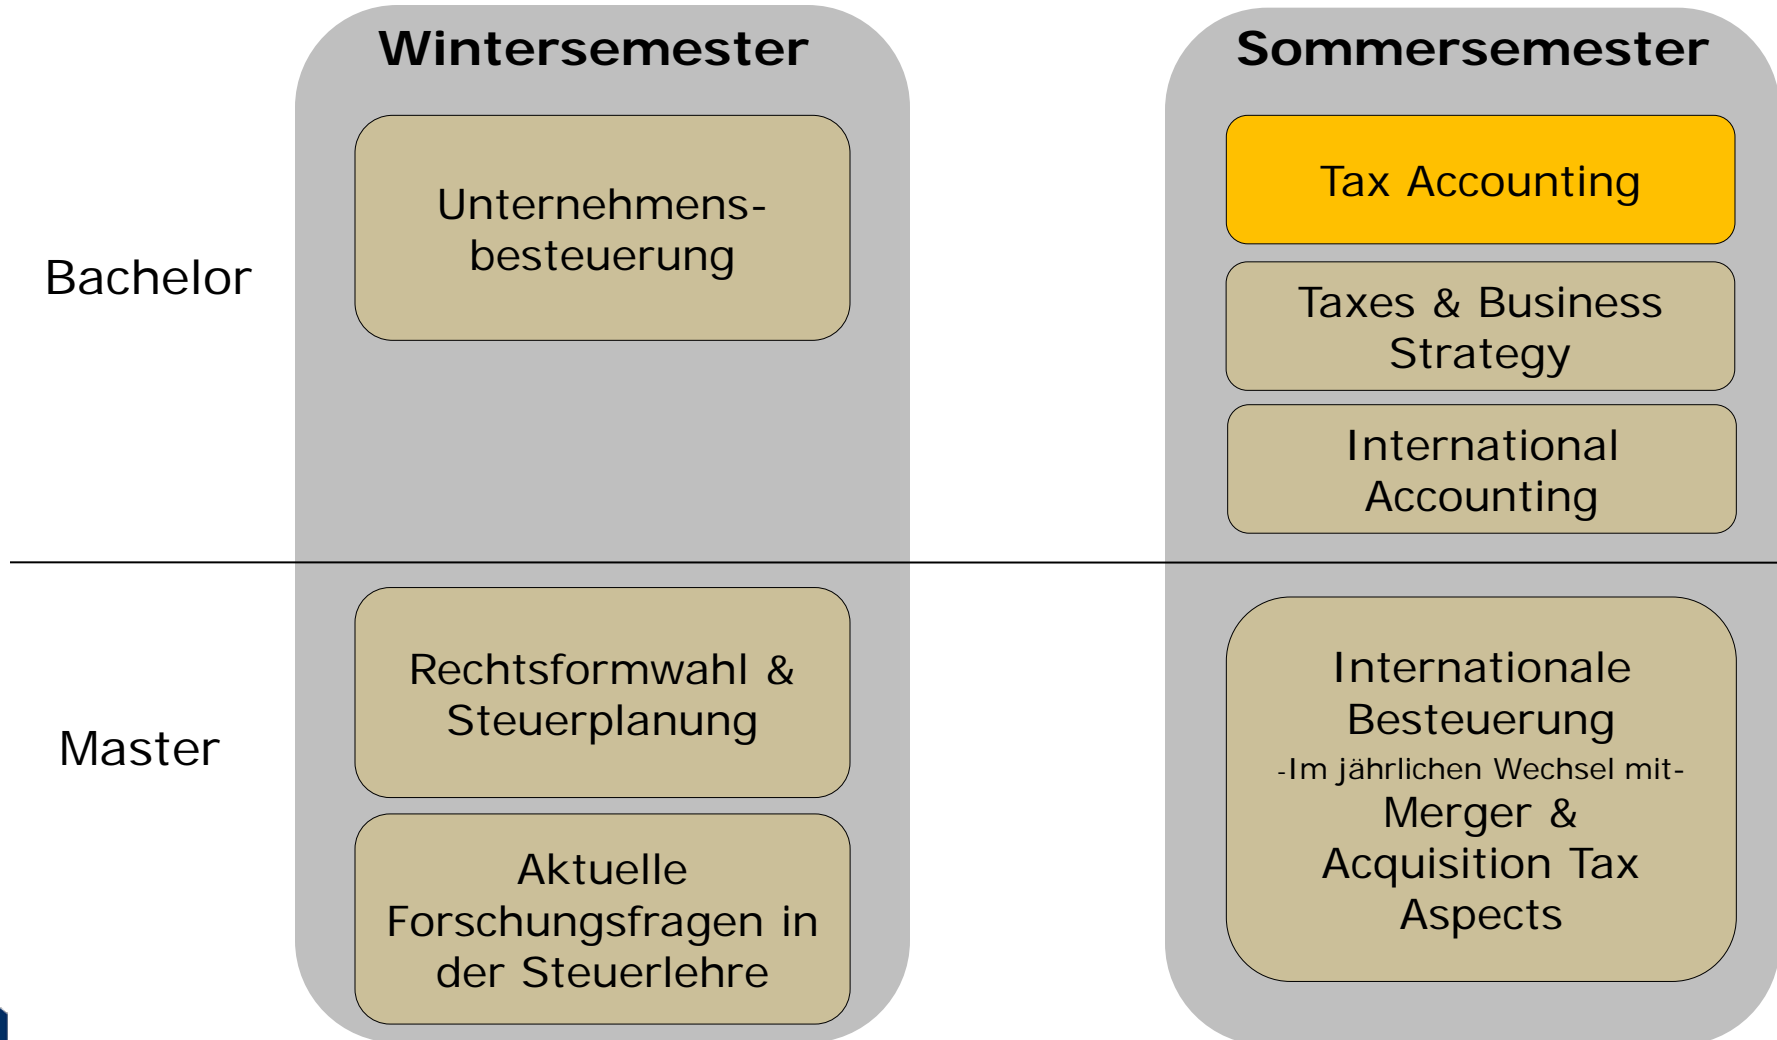 Wintersemester
Sommersemester
Bachelor
Unternehmens-
besteuerung
Tax Accounting
Taxes & Business
Strategy
International
Accounting
Master
Rechtsformwahl &
Steuerplanung
Aktuelle
Forschungsfragen in
der Steuerlehre
Internationale
Besteuerung
-Im jährlichen Wechsel mit-
Merger &
Acquisition Tax
Aspects